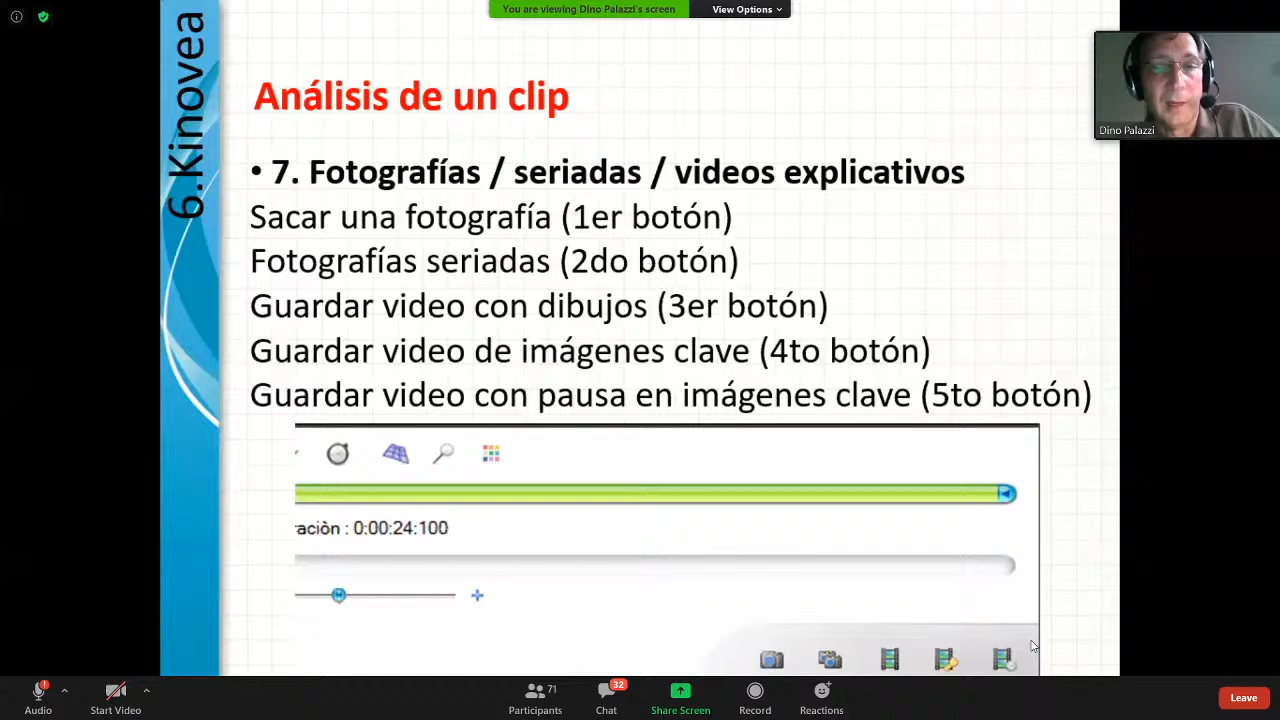 You are viewing Dino Palazzi's screen
View Options
6.Kinovea
Dino Palazzi
Análisis de un clip
• 7. Fotografías / seriadas / videos explicativos
Sacar una fotografía (1er botón)
Fotografías seriadas (2do botón)
Guardar video con dibujos (3er botón)
Guardar video de imágenes clave (4to botón)
Guardar video con pausa en imágenes clave (5to botón)
ración : 0:00:24:100
Audio
Start Video
71
Participants
32
Chat
Share Screen
Record
Reactions
Leave